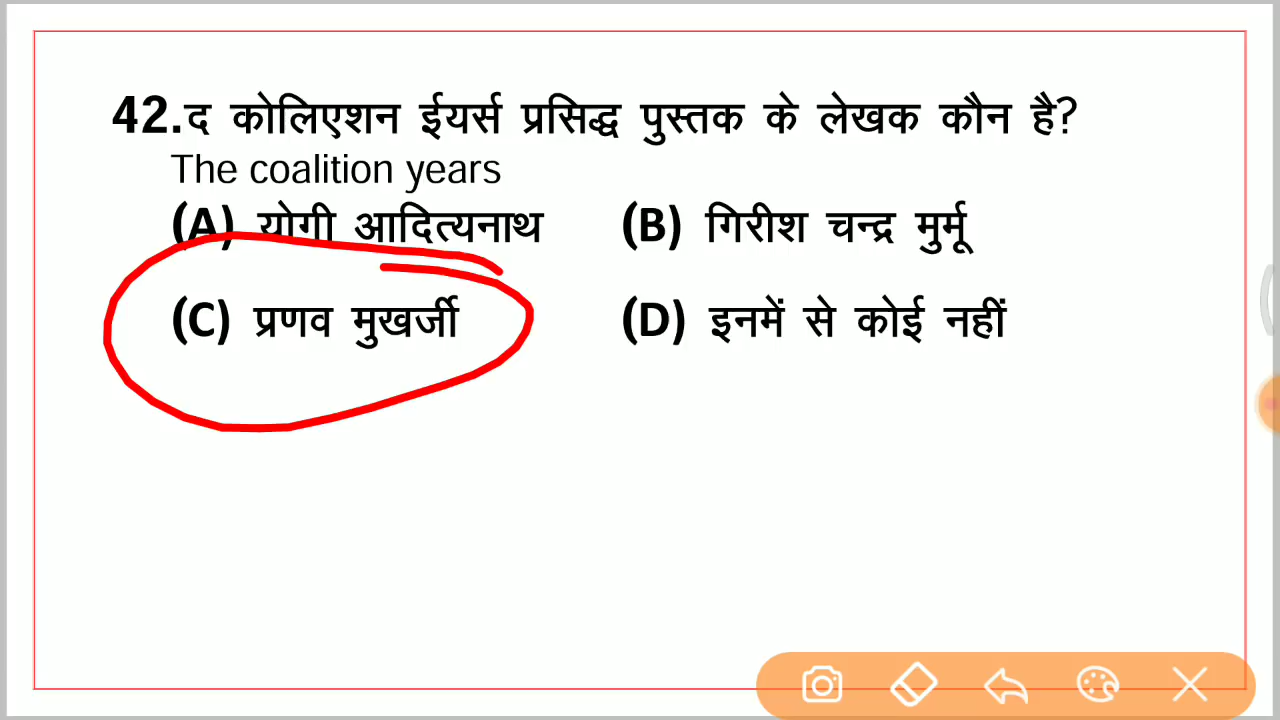 42.द कोलिएशन ईयर्स प्रसिद्ध पुस्तक के लेखक कौन है?
The coalition years
(A) योगी आदित्यनाथ (B) गिरीश चन्द्र मुर्मू
(C) प्रणव मुखर्जी (D) इनमें से कोई नहीं